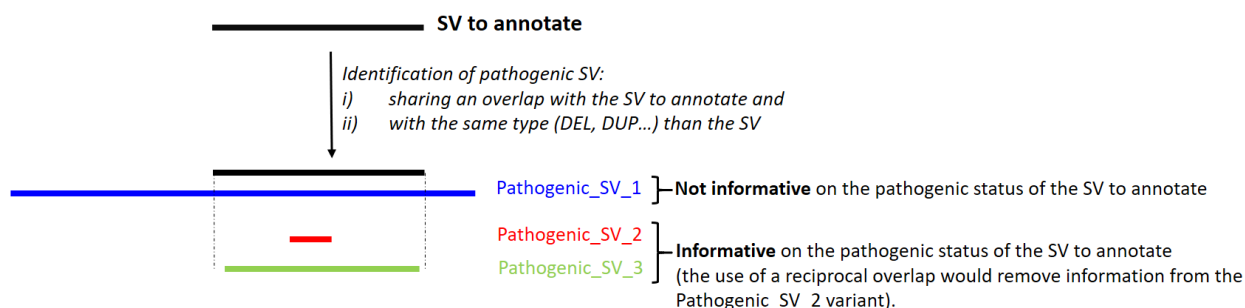 SV to annotate
Identification of pathogenic SV:
i) sharing an overlap with the SV to annotate and
ii) with the same type (DEL, DUP...) than the SV
Pathogenic_SV_1 Not informative on the pathogenic status of the SV to annotate
Pathogenic_SV_2
Informative on the pathogenic status of the SV to annotate
Pathogenic_SV_3
(the use of a reciprocal overlap would remove information from the
Pathogenic_SV_2 variant).